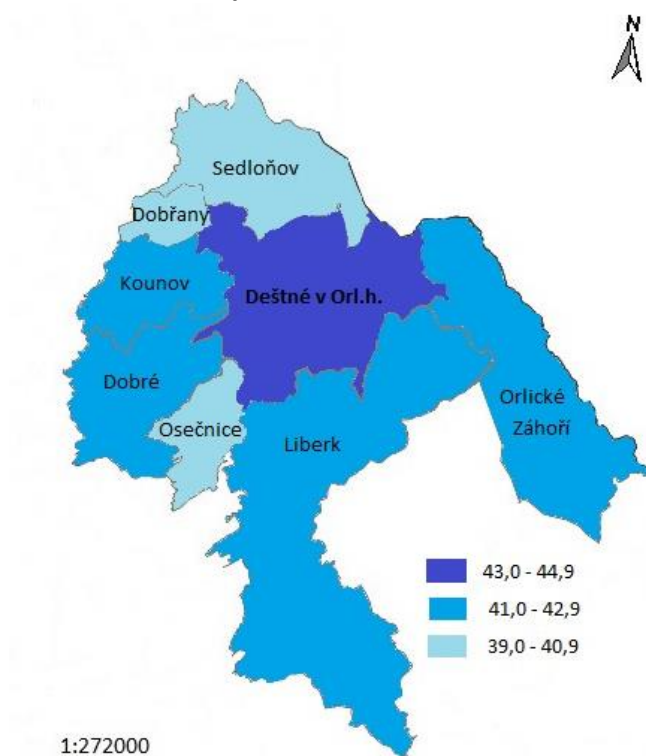 N
Sedloňov
Dobřany
Kounov
Deštné v Orl.h.
Dobré
Orlické
Záhoří
Osečnice
Liberk
43,0 - 44,9
41,0 - 42,9
39,0 - 40,9
1:272000